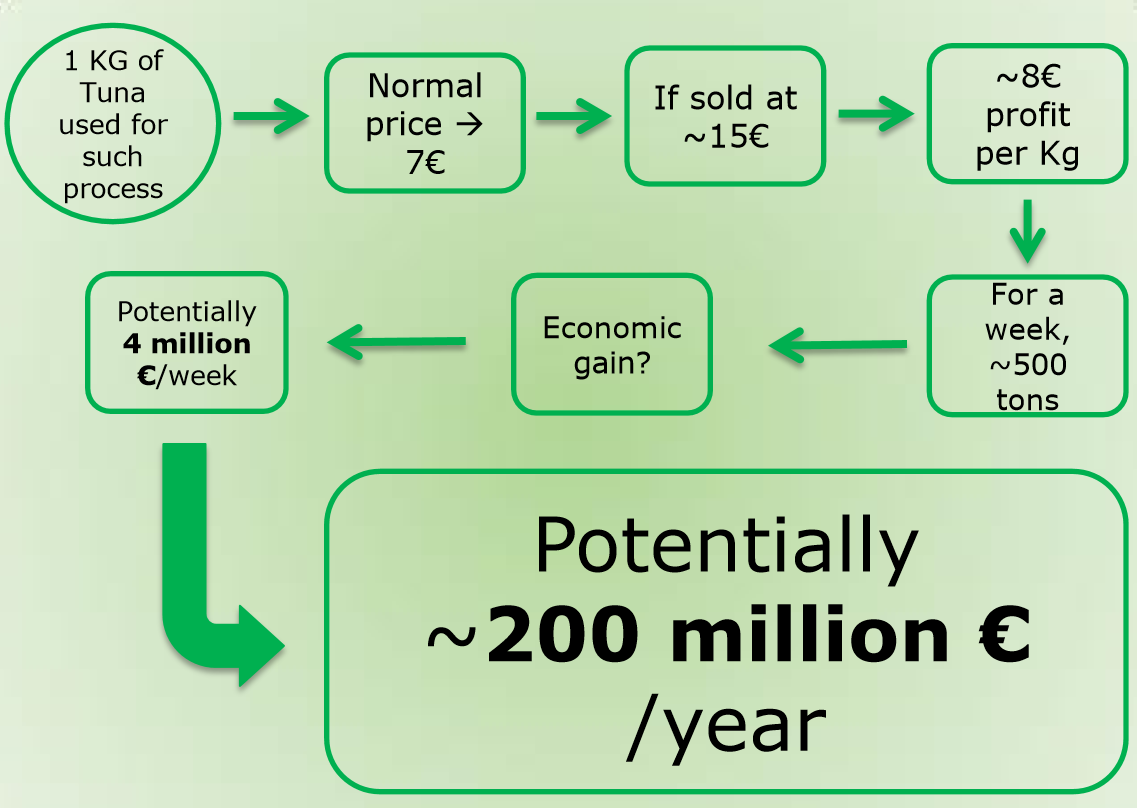 1 KG of
Tuna
used for
such
process
Normal
price →
7€
If sold at
~15€
~8€
profit
per Kg
For a
week,
~500
tons
Economic
gain?
Potentially
4 million
€/week
Potentially
~200 million €
/year